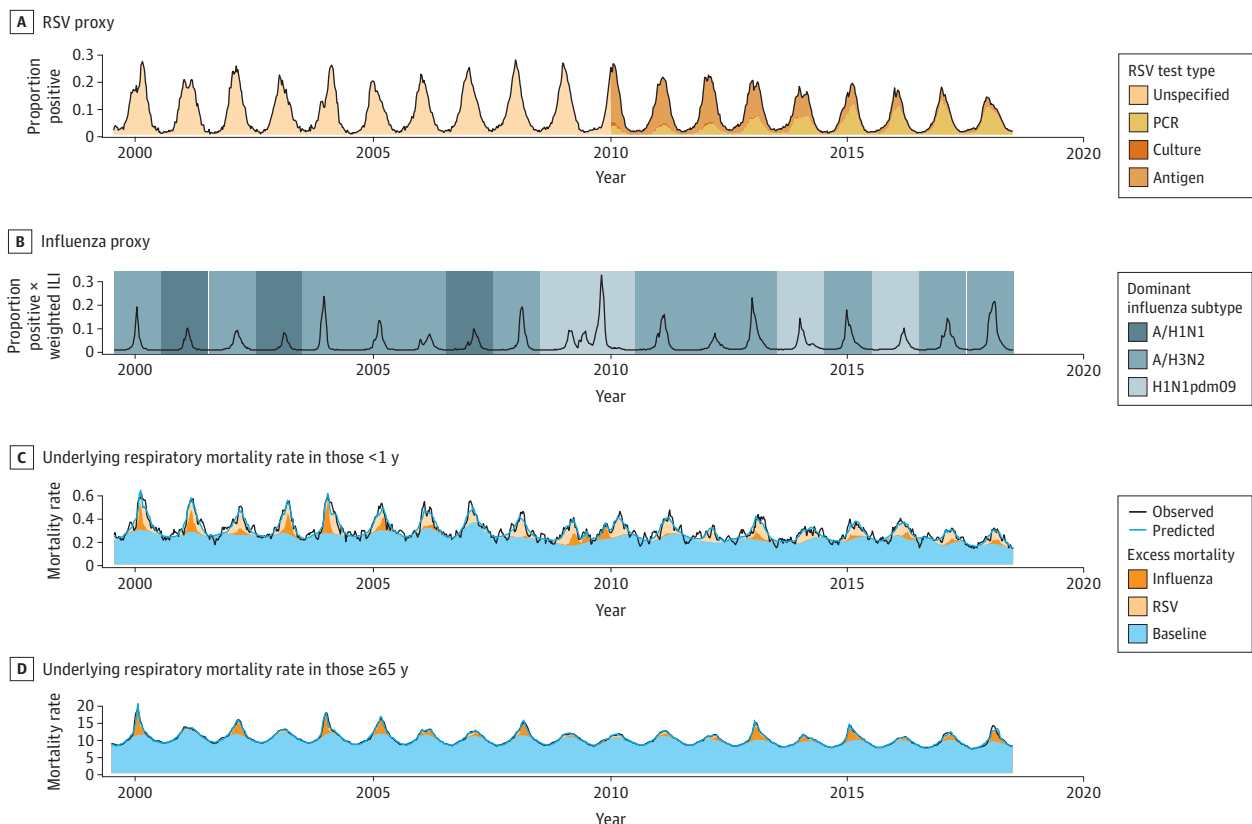 A RSV proxy
Proportion
positive
0.3
0.2
0.1
0
2000 2005 2010 2015 2020
Year
RSV test type
Unspecified
PCR
Culture
Antigen
B Influenza proxy
Proportion
positive ×
weighted ILI
0.3
0.2
0.1
0
2000 2005 2010 2015 2020
Year
Dominant
influenza subtype
A/H1N1
A/H3N2
H1N1pdm09
C Underlying respiratory mortality rate in those <1 y
Mortality rate
0.6
0.4
0.2
0
2000 2005 2010 2015 2020
Year
Observed
Predicted
Excess mortality
Influenza
RSV
Baseline
D Underlying respiratory mortality rate in those ≥65 y
Mortality rate
20
15
10
5
0
2000 2005 2010 2015 2020
Year